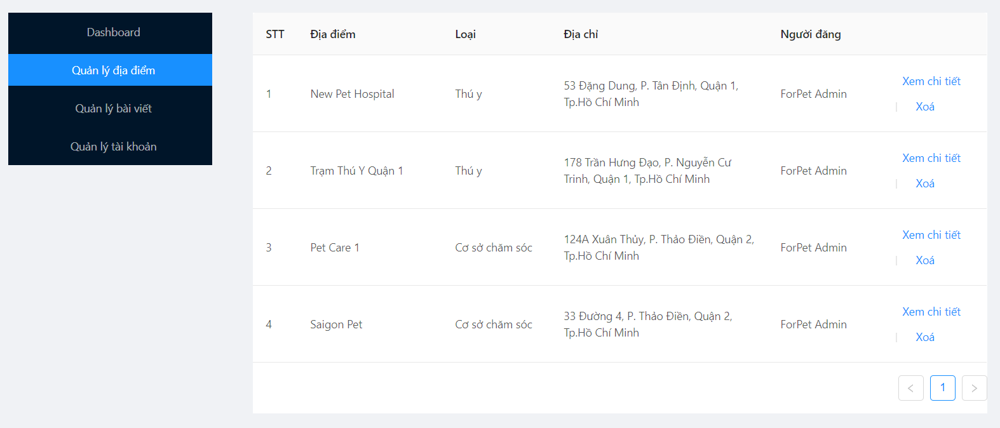 Dashboard
Quản lý địa điểm
Quản lý bài viết
Quản lý tài khoản
STT Địa điểm Loại Địa chỉ Người đăng
1 New Pet Hospital Thú y 53 Đặng Dung, P. Tân Định, Quận 1, Tp.Hồ Chí Minh ForPet Admin Xem chi tiết | Xoá
2 Trạm Thú Y Quận 1 Thú y 178 Trần Hưng Đạo, P. Nguyễn Cư Trinh, Quận 1, Tp.Hồ Chí Minh ForPet Admin Xem chi tiết | Xoá
3 Pet Care 1 Cơ sở chăm sóc 124A Xuân Thủy, P. Thảo Điền, Quận 2, Tp.Hồ Chí Minh ForPet Admin Xem chi tiết | Xoá
4 Saigon Pet Cơ sở chăm sóc 33 Đường 4, P. Thảo Điền, Quận 2, Tp.Hồ Chí Minh ForPet Admin Xem chi tiết | Xoá
< 1 >